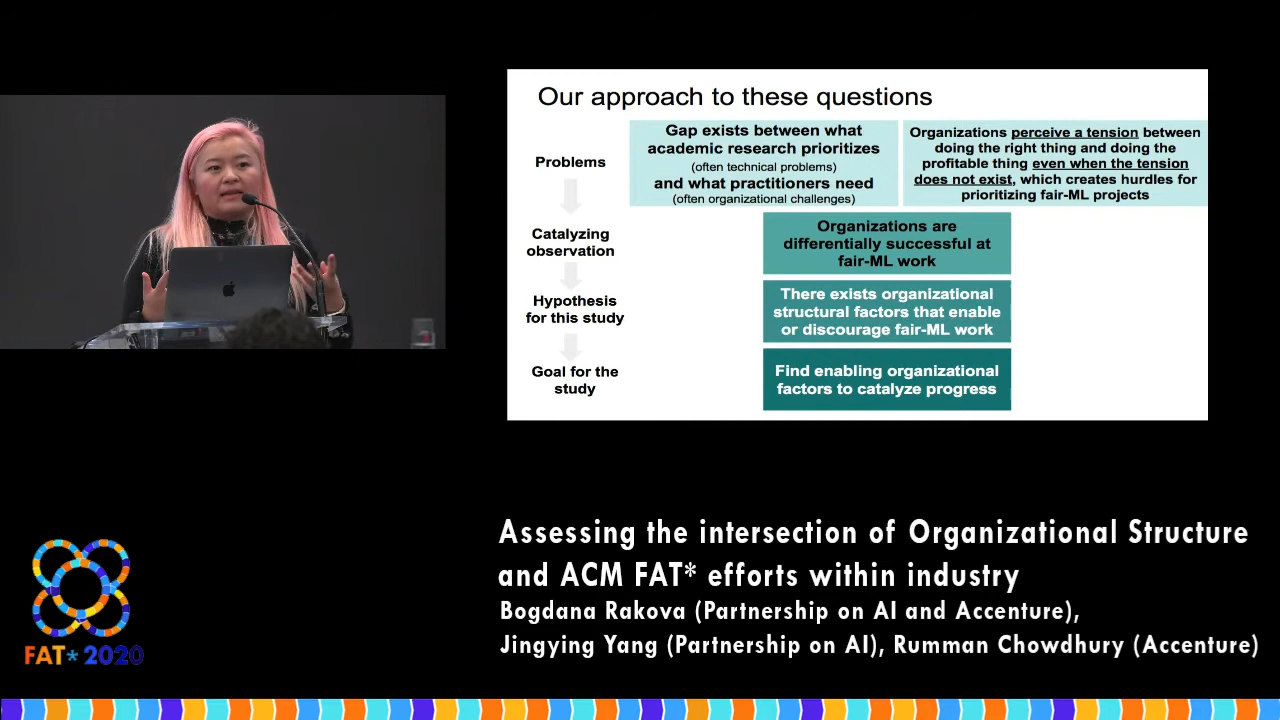 Our approach to these questions
Problems
Gap exists between what
academic research prioritizes
(often technical problems)
and what practitioners need
(often organizational challenges)
Organizations perceive a tension between
doing the right thing and doing the
profitable thing even when the tension
does not exist, which creates hurdles for
prioritizing fair-ML projects
Catalyzing
observation
Organizations are
differentially successful at
fair-ML work
Hypothesis
for this study
There exists organizational
structural factors that enable
or discourage fair-ML work
Goal for the
study
Find enabling organizational
factors to catalyze progress
Assessing the intersection of Organizational Structure
and ACM FAT* efforts within industry
Bogdana Rakova (Partnership on AI and Accenture),
Jingying Yang (Partnership on AI), Rumman Chowdhury (Accenture)
FAT* 2020